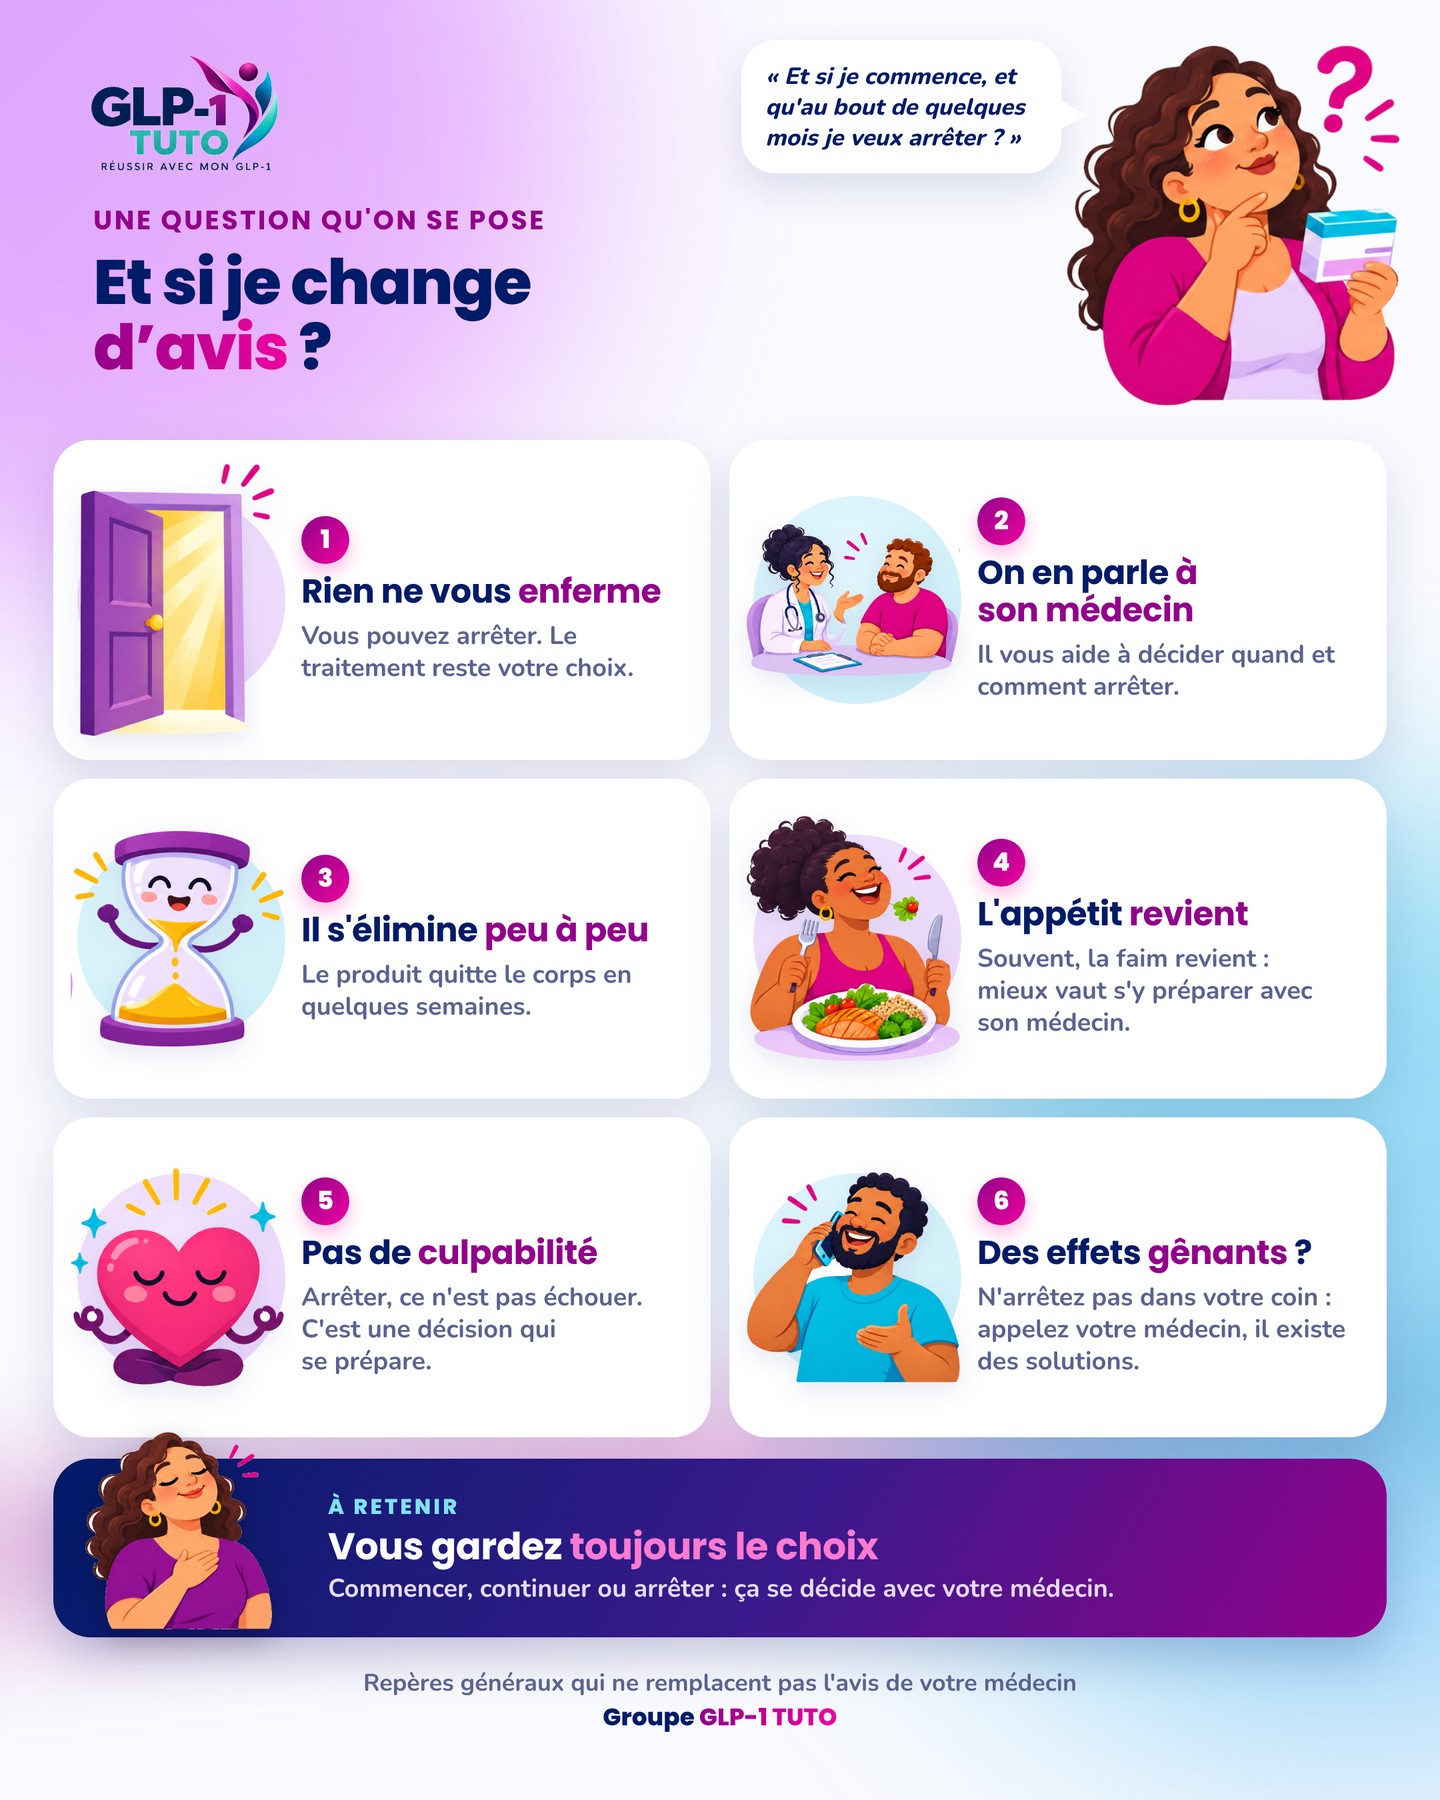 GLP-1
TUTO
RÉUSSIR AVEC MON GLP-1
« Et si je commence, et
qu'au bout de quelques
mois je veux arrêter ? »
?
UNE QUESTION QU'ON SE POSE
Et si je change
d’avis ?
1
Rien ne vous enferme
Vous pouvez arrêter. Le
traitement reste votre choix.
2
On en parle à
son médecin
Il vous aide à décider quand et
comment arrêter.
3
Il s'élimine peu à peu
Le produit quitte le corps en
quelques semaines.
4
L'appétit revient
Souvent, la faim revient :
mieux vaut s'y préparer avec
son médecin.
5
Pas de culpabilité
Arrêter, ce n'est pas échouer.
C'est une décision qui
se prépare.
6
Des effets gênants ?
N'arrêtez pas dans votre coin :
appelez votre médecin, il existe
des solutions.
À RETENIR
Vous gardez toujours le choix
Commencer, continuer ou arrêter : ça se décide avec votre médecin.
Repères généraux qui ne remplacent pas l'avis de votre médecin
Groupe GLP-1 TUTO